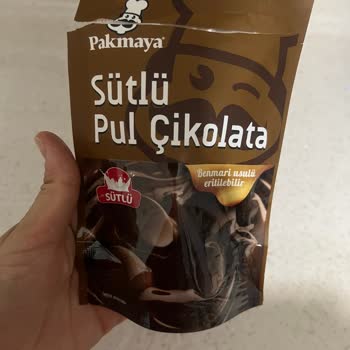 Pakmaya
Sütlü
Pul Çikolata
Benmari usulü
eritilebilir
SÜTLÜ